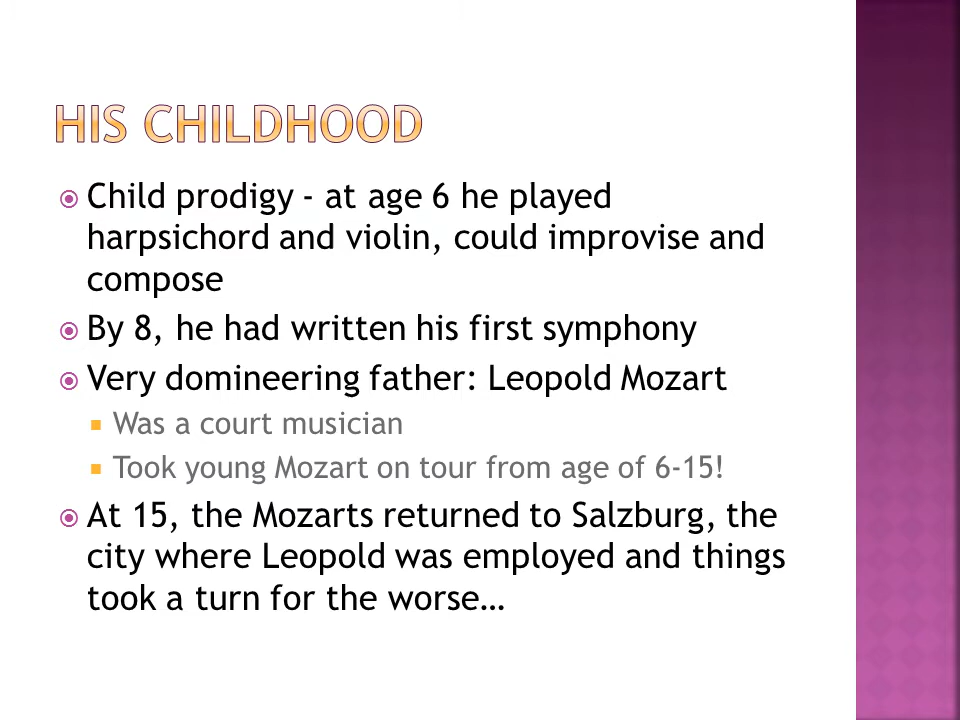 HIS CHILDHOOD
Child prodigy - at age 6 he played
harpsichord and violin, could improvise and
compose
By 8, he had written his first symphony
Very domineering father: Leopold Mozart
Was a court musician
Took young Mozart on tour from age of 6-15!
At 15, the Mozarts returned to Salzburg, the
city where Leopold was employed and things
took a turn for the worse…